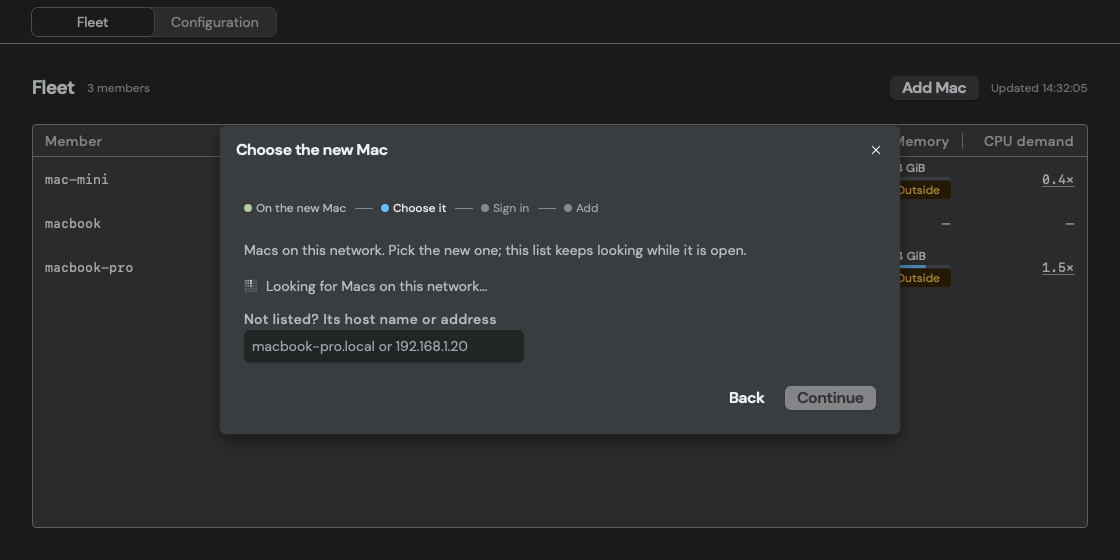 Fleet Configuration
Fleet 3 members Add Mac Updated 14:32:05
Member Memory CPU demand
Choose the new Mac
mac-mini GiB Outside 0.4×
On the new Mac Choose it Sign in Add
macbook — —
Macs on this network. Pick the new one; this list keeps looking while it is open.
macbook-pro GiB Outside 1.5×
Looking for Macs on this network...
Not listed? Its host name or address
macbook-pro.local or 192.168.1.20
Back Continue